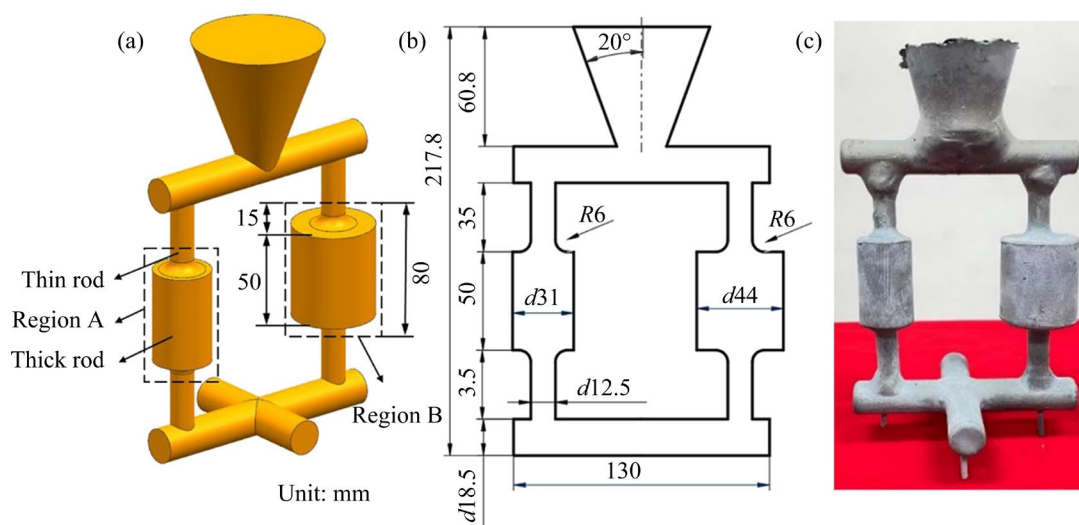 (a)
15
50
80
Thin rod
Region A
Thick rod
Region B
Unit: mm
(b)
20°
60.8
217.8
35
R6
R6
50
d31
d44
3.5
d12.5
d18.5
130
(c)